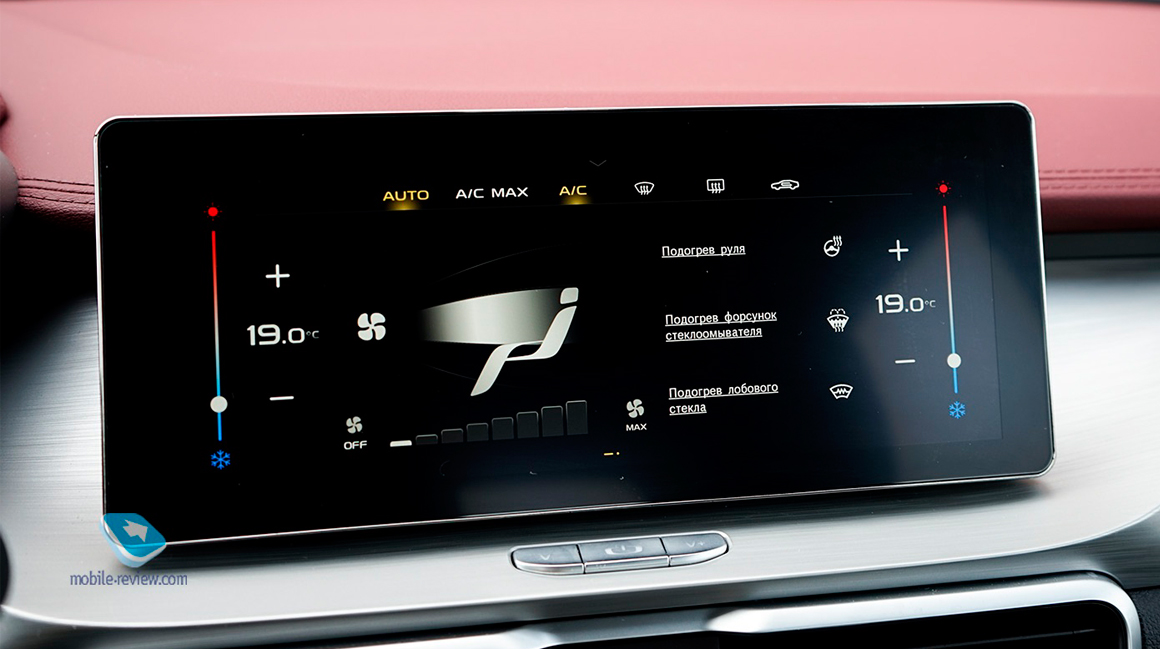 AUTO A/C MAX A/C
Подогрев руля
19.0°C
19.0°C
Подогрев форсунок
стеклоомывателя
Подогрев лобового
стекла
OFF
MAX
V- V+
mobile-review.com